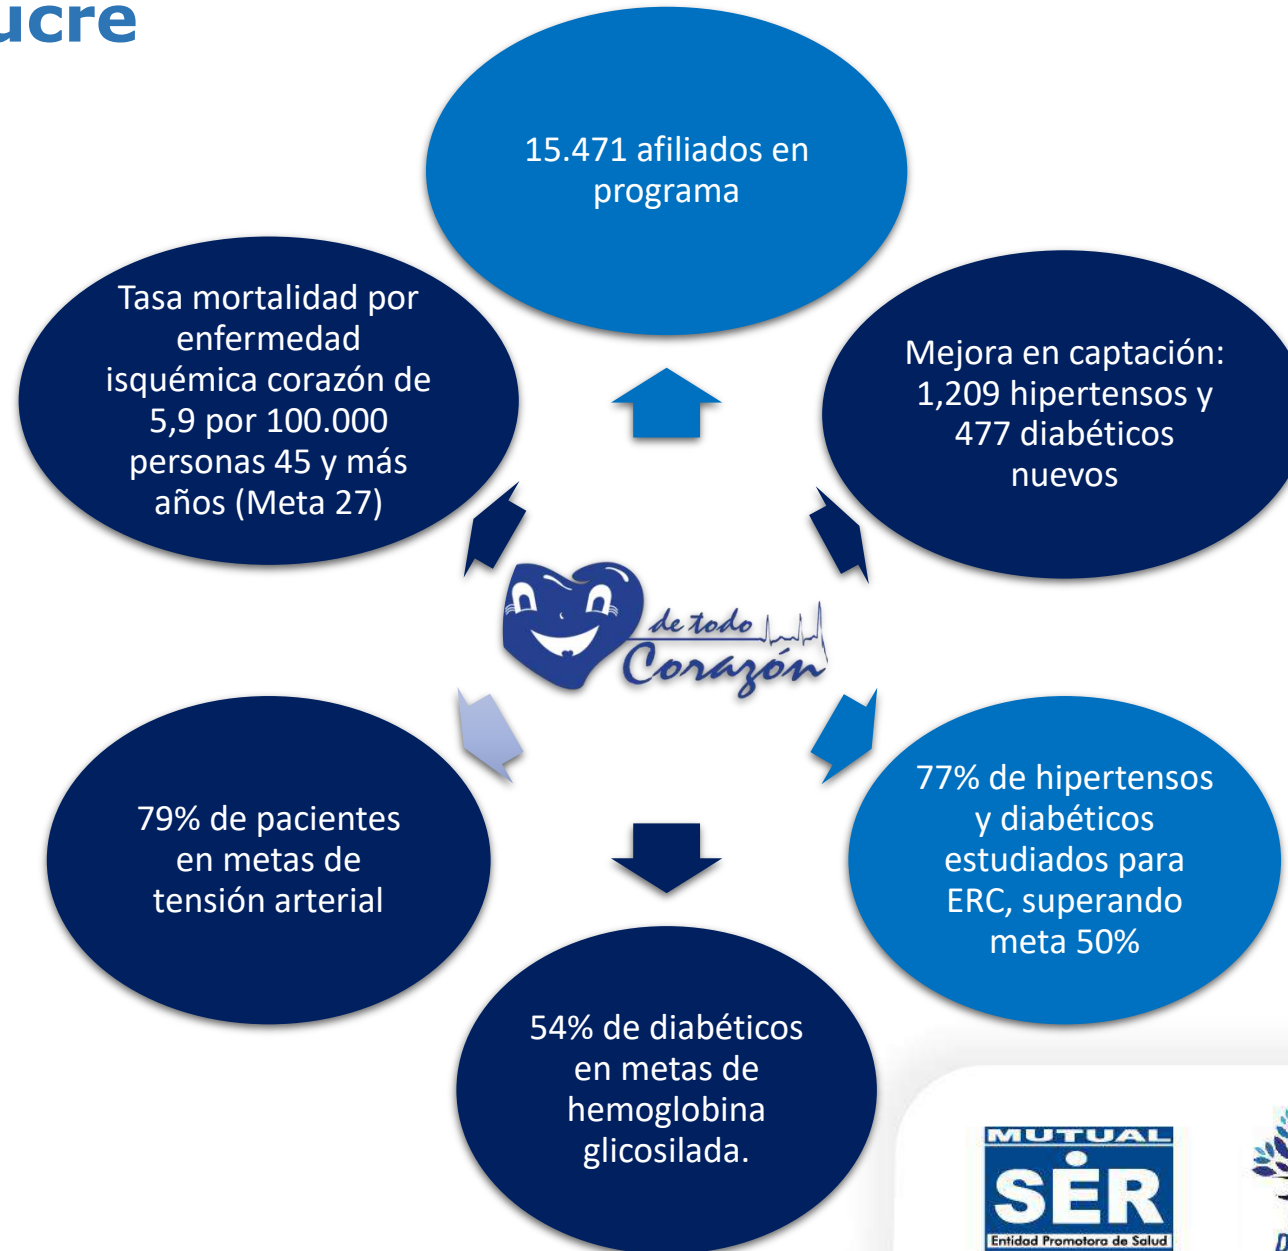 ucre
15.471 afiliados en
programa
Tasa mortalidad por
enfermedad
isquémica corazón de
5,9 por 100.000
personas 45 y más
años (Meta 27)
Mejora en captación:
1,209 hipertensos y
477 diabéticos
nuevos
de todo
Corazón
79% de pacientes
en metas de
tensión arterial
77% de hipertensos
y diabéticos
estudiados para
ERC, superando
meta 50%
54% de diabéticos
en metas de
hemoglobina
glicosilada.
MUTUAL
SER
Entidad Promotora de Salud